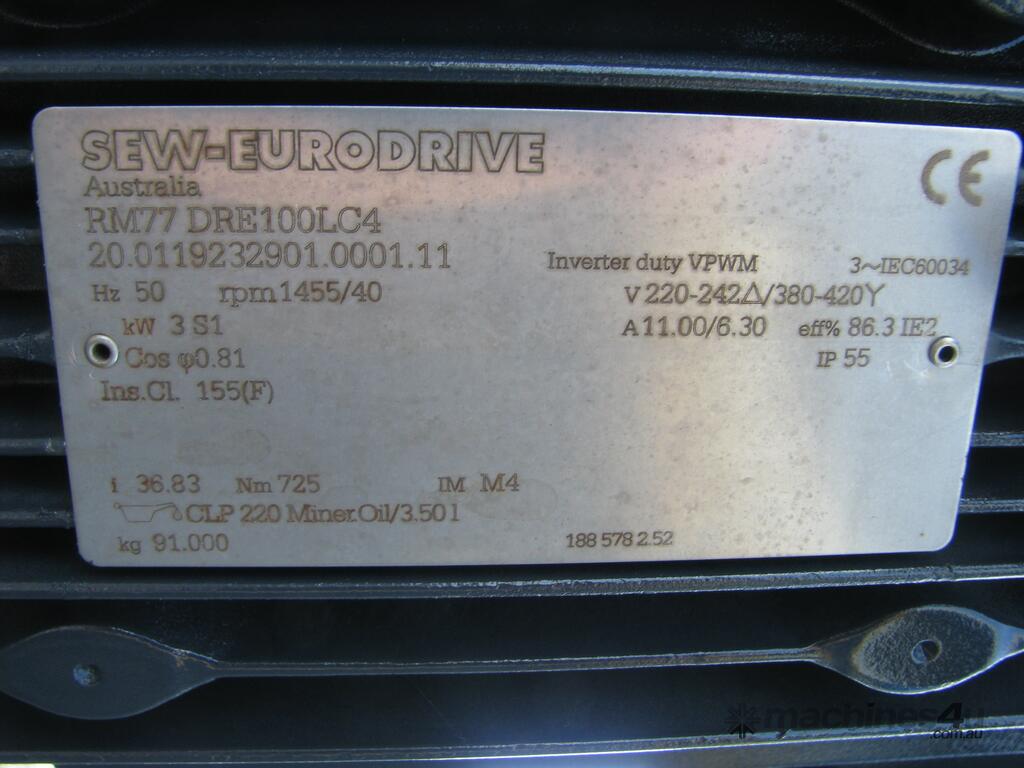 SEW-EURODRIVE
CE
Australia
RM77 DRE100LC4
20.0119232901.0001.11
Inverter duty VPWM 3~IEC60034
Hz 50 rpm 1455/40 V 220-242△/380-420Y
kW 3 S1 A 11.00/6.30 eff% 86.3 IE2
Cos φ0.81 IP 55
Ins.Cl. 155(F)
i 36.83 Nm 725 IM M4
CLP 220 Miner.Oil/3.50 l
kg 91.000 188 578 2.52
machines4u
.com.au